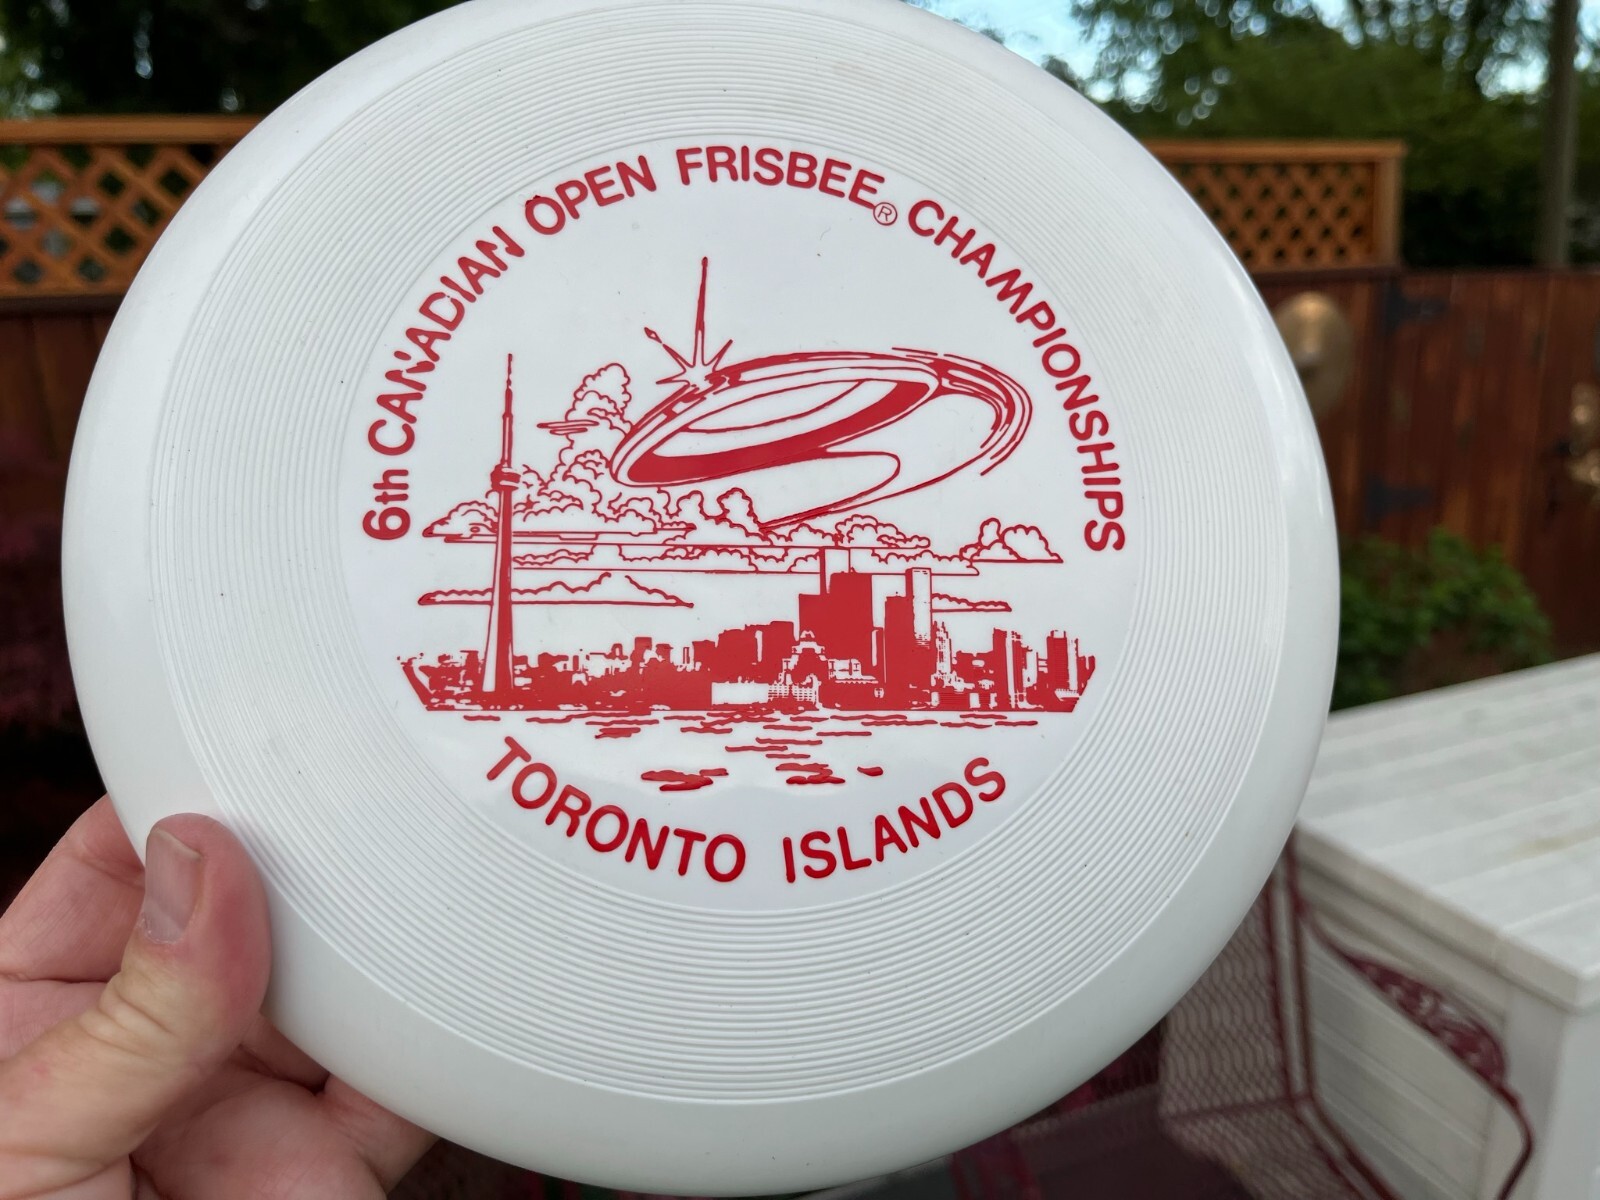 6th CANADIAN OPEN FRISBEE® CHAMPIONSHIPS
TORONTO ISLANDS